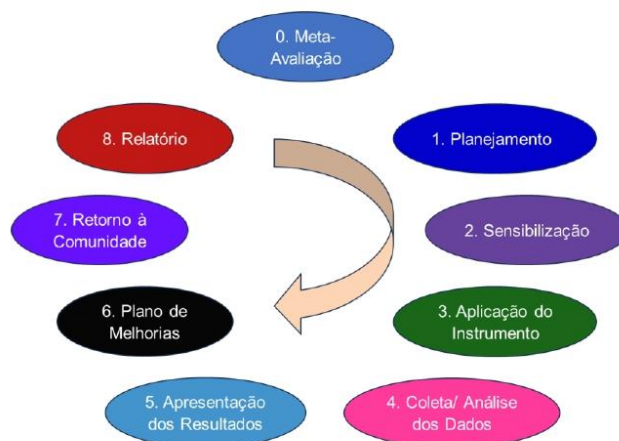 0. Meta-
Avaliação
1. Planejamento
2. Sensibilização
3. Aplicação do
Instrumento
4. Coleta/ Análise
dos Dados
5. Apresentação
dos Resultados
6. Plano de
Melhorias
7. Retorno à
Comunidade
8. Relatório